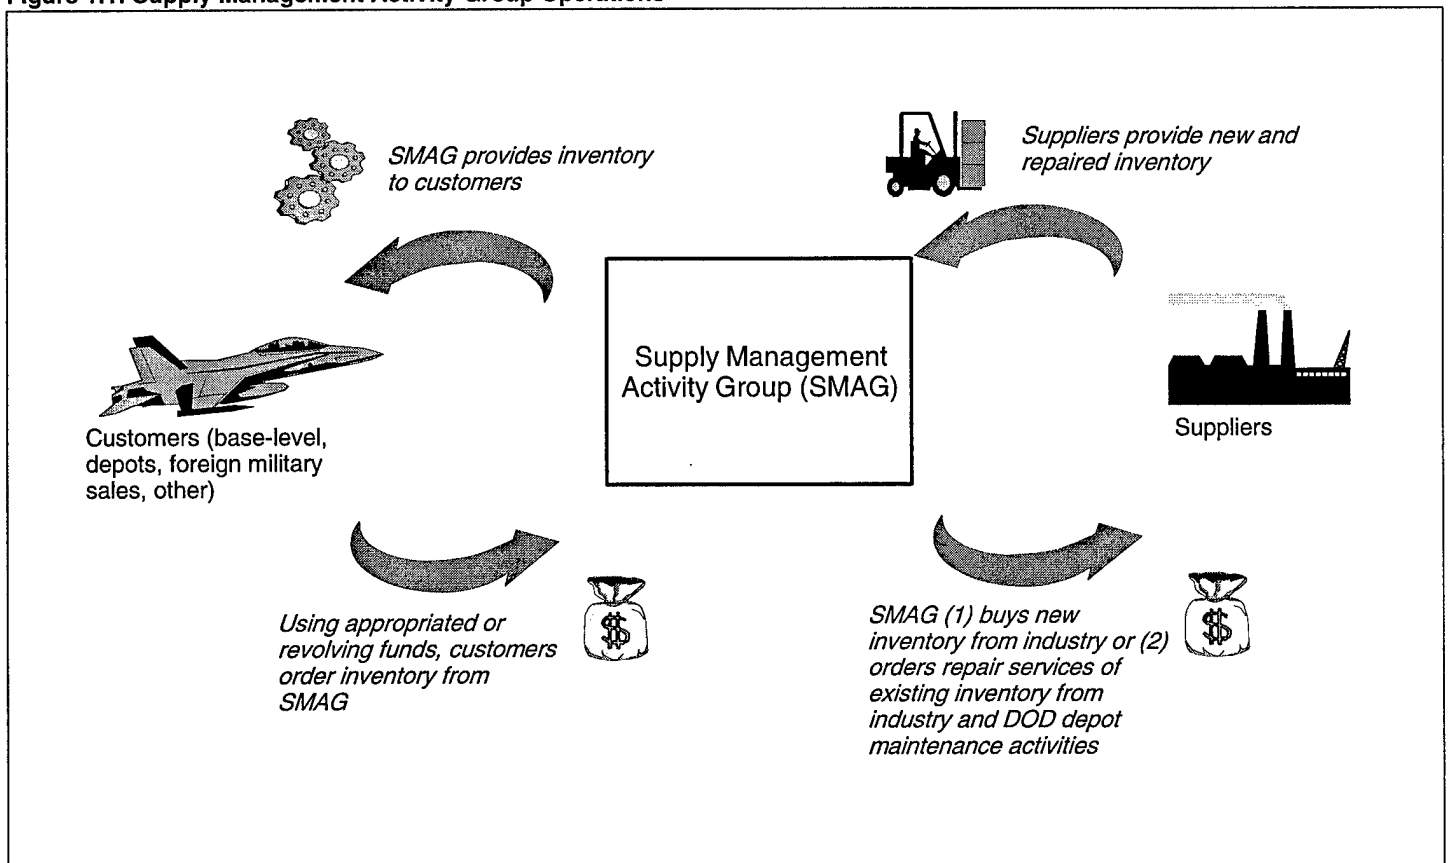 Figure 1.1: Supply Management Activity Group Operations
SMAG provides inventory
to customers
Suppliers provide new and
repaired inventory
Supply Management
Activity Group (SMAG)
Customers (base-level,
depots, foreign military
sales, other)
Suppliers
Using appropriated or
revolving funds, customers
order inventory from
SMAG
$
SMAG (1) buys new
inventory from industry or (2)
orders repair services of
existing inventory from
industry and DOD depot
maintenance activities
$